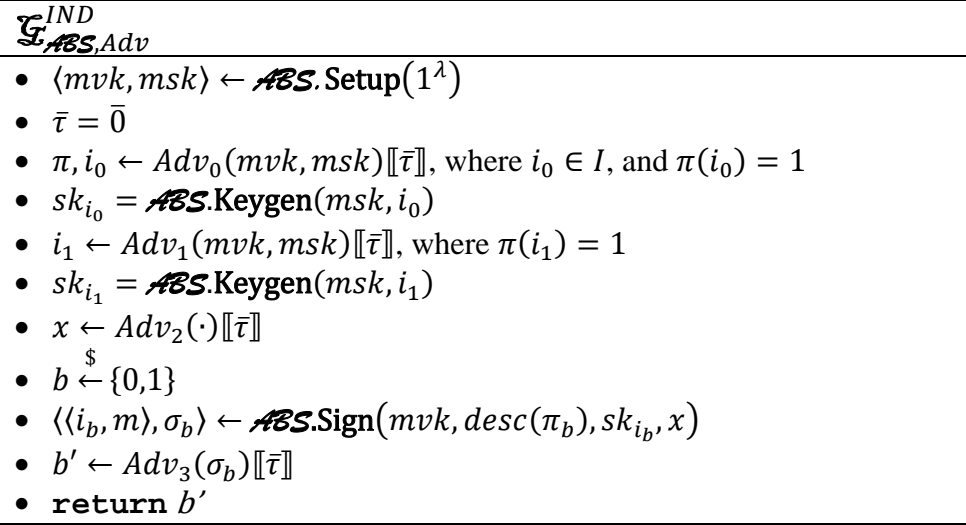 𝒢^{IND}_{𝓐𝓑𝓢,Adv}
• ⟨mvk, msk⟩ ← 𝓐𝓑𝓢.Setup(1^λ)
• τ̄ = 0̄
• π, i₀ ← Adv₀(mvk, msk)⟦τ̄⟧, where i₀ ∈ I, and π(i₀) = 1
• sk_{i₀} = 𝓐𝓑𝓢.Keygen(msk, i₀)
• i₁ ← Adv₁(mvk, msk)⟦τ̄⟧, where π(i₁) = 1
• sk_{i₁} = 𝓐𝓑𝓢.Keygen(msk, i₁)
• x ← Adv₂(·)⟦τ̄⟧
• b ←^{$} {0,1}
• ⟨⟨i_b, m⟩, σ_b⟩ ← 𝓐𝓑𝓢.Sign(mvk, desc(π_b), sk_{i_b}, x)
• b′ ← Adv₃(σ_b)⟦τ̄⟧
• return b′